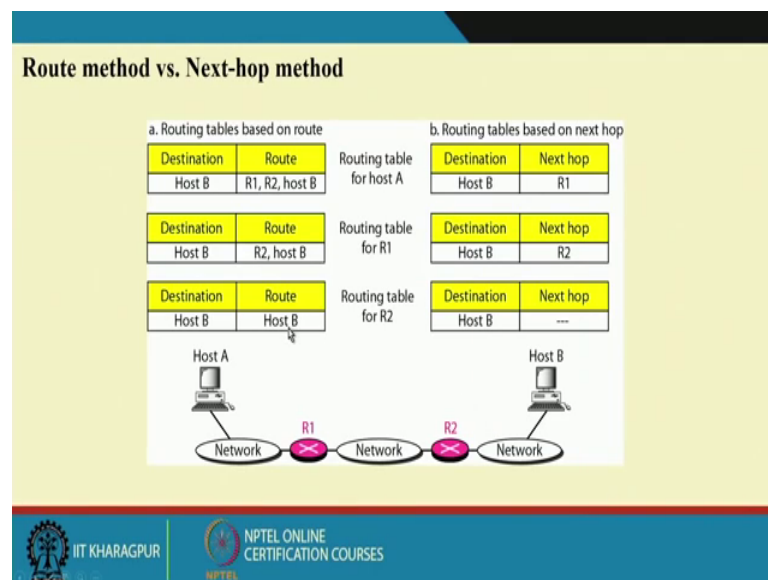 Route method vs. Next-hop method
a. Routing tables based on route
b. Routing tables based on next hop
Destination Route
Host B R1, R2, host B
Routing table
for host A
Destination Next hop
Host B R1
Destination Route
Host B R2, host B
Routing table
for R1
Destination Next hop
Host B R2
Destination Route
Host B Host B
Routing table
for R2
Destination Next hop
Host B ---
Host A
Host B
R1
R2
Network
Network
Network
IIT KHARAGPUR
NPTEL ONLINE
CERTIFICATION COURSES
NPTEL